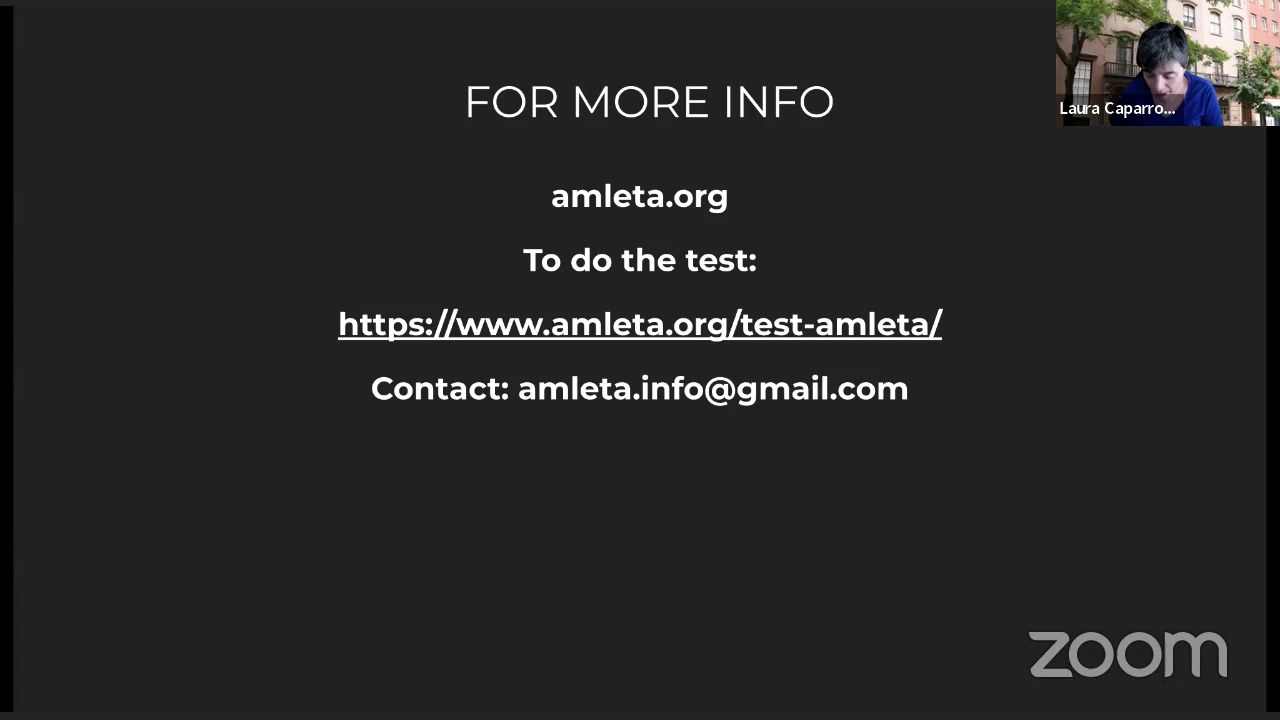 FOR MORE INFO
Laura Caparro...
amleta.org
To do the test:
https://www.amleta.org/test-amleta/
Contact: amleta.info@gmail.com
zoom